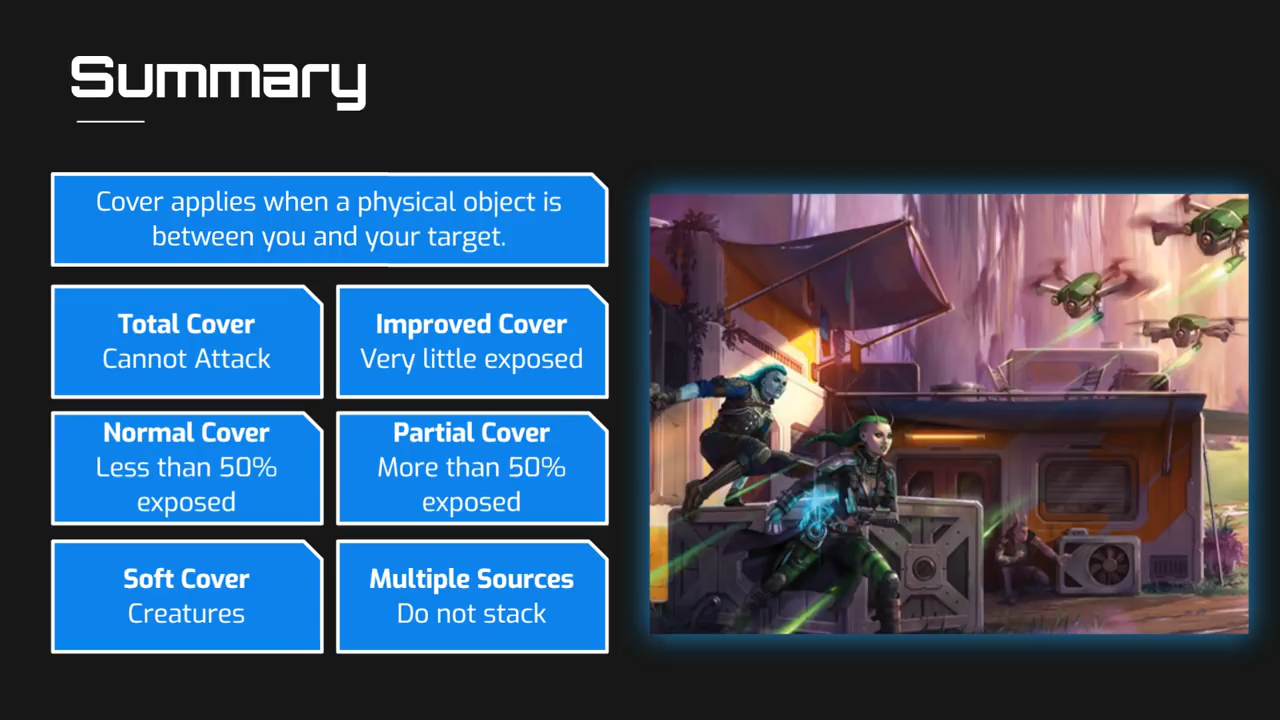 Summary
Cover applies when a physical object is
between you and your target.
Total Cover
Cannot Attack
Improved Cover
Very little exposed
Normal Cover
Less than 50%
exposed
Partial Cover
More than 50%
exposed
Soft Cover
Creatures
Multiple Sources
Do not stack